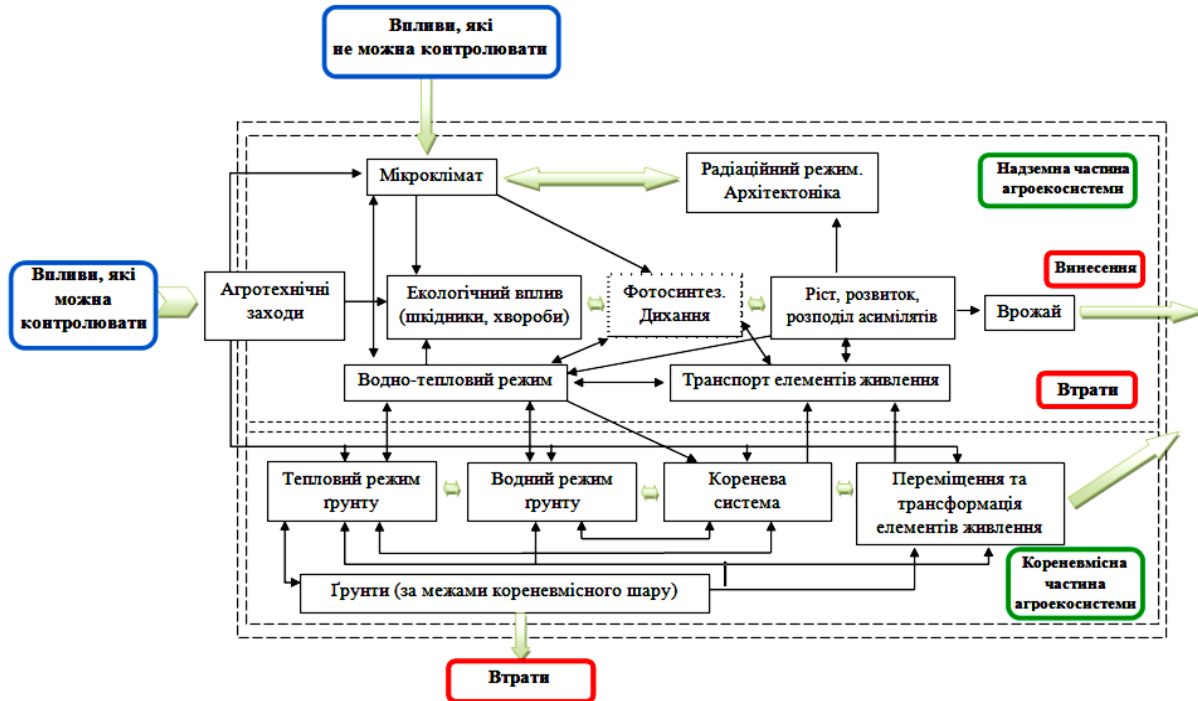 Впливи, які
не можна контролювати
Мікроклімат
Радіаційний режим.
Архітектоніка
Надземна частина
агроекосистеми
Впливи, які
можна
контролювати
Агротехнічні
заходи
Екологічний вплив
(шкідники, хвороби)
Фотосинтез.
Дихання
Ріст, розвиток,
розподіл асимілятів
Врожай
Винесення
Водно-тепловий режим
Транспорт елементів живлення
Втрати
Тепловий режим
ґрунту
Водний режим
ґрунту
Коренева
система
Переміщення та
трансформація
елементів живлення
Ґрунти (за межами кореневмісного шару)
Кореневмісна
частина
агроекосистеми
Втрати